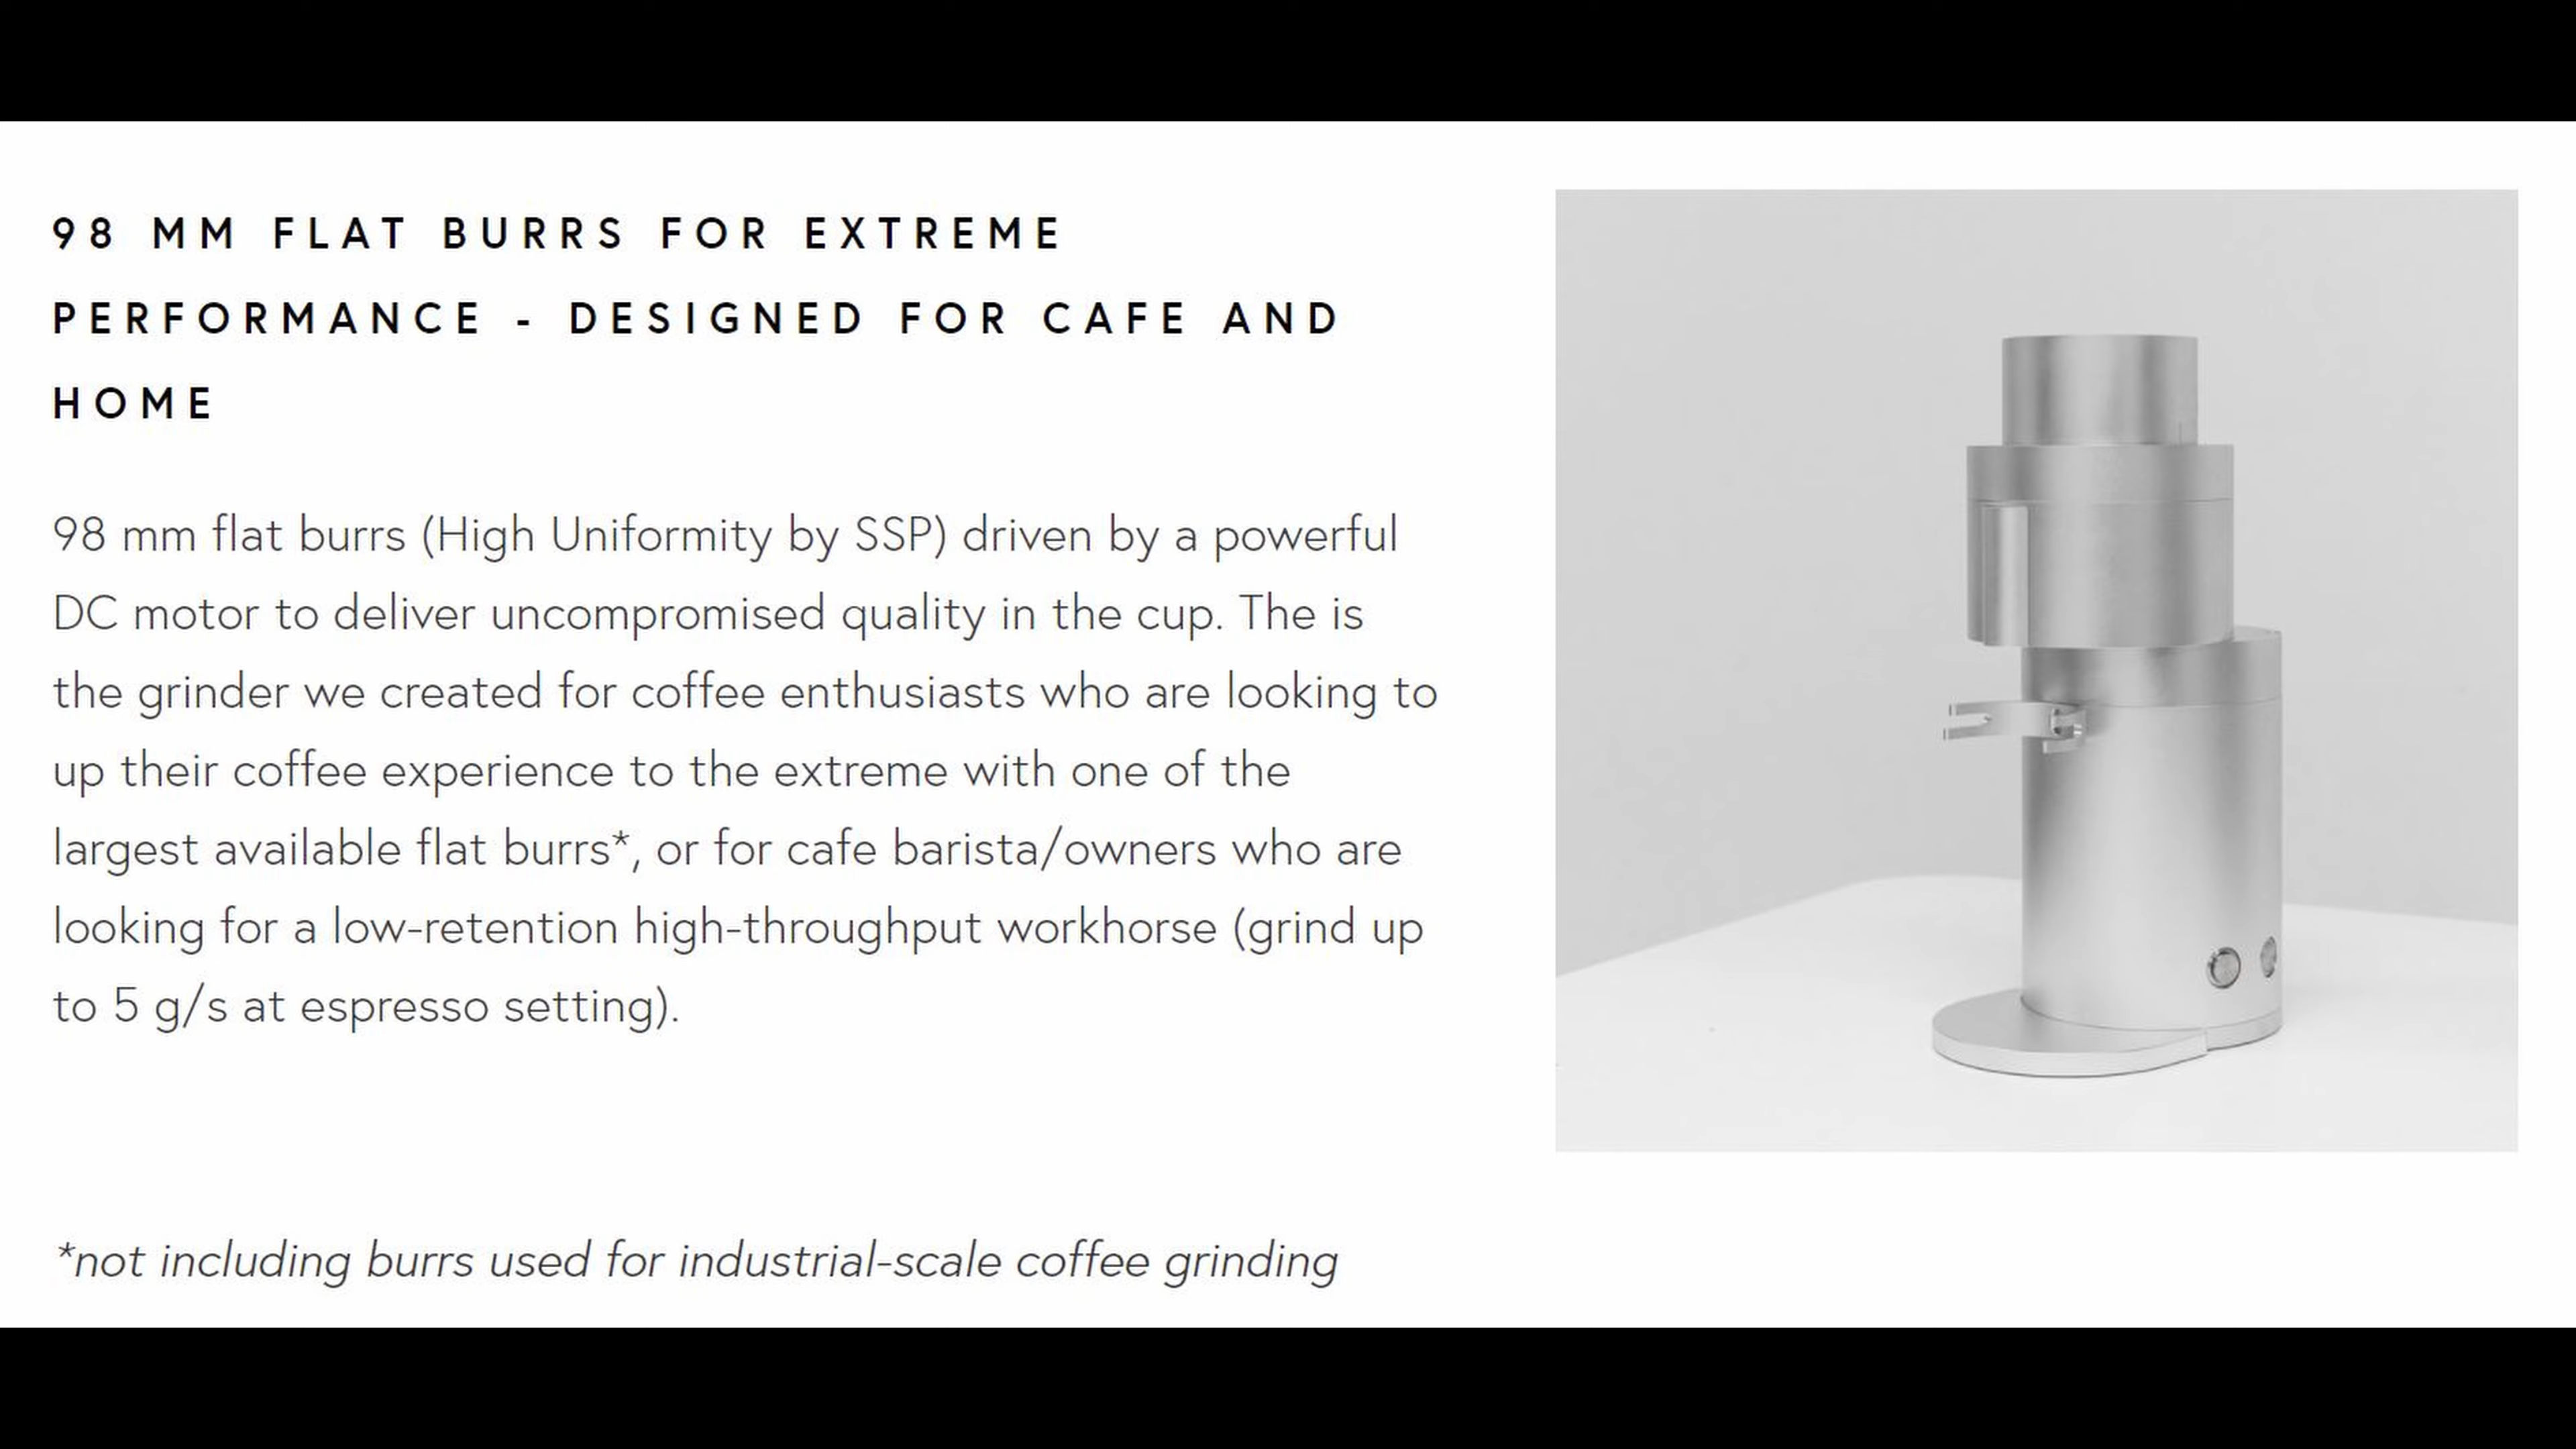 98 MM FLAT BURRS FOR EXTREME
PERFORMANCE - DESIGNED FOR CAFE AND
HOME
98 mm flat burrs (High Uniformity by SSP) driven by a powerful
DC motor to deliver uncompromised quality in the cup. The is
the grinder we created for coffee enthusiasts who are looking to
up their coffee experience to the extreme with one of the
largest available flat burrs*, or for cafe barista/owners who are
looking for a low-retention high-throughput workhorse (grind up
to 5 g/s at espresso setting).
*not including burrs used for industrial-scale coffee grinding